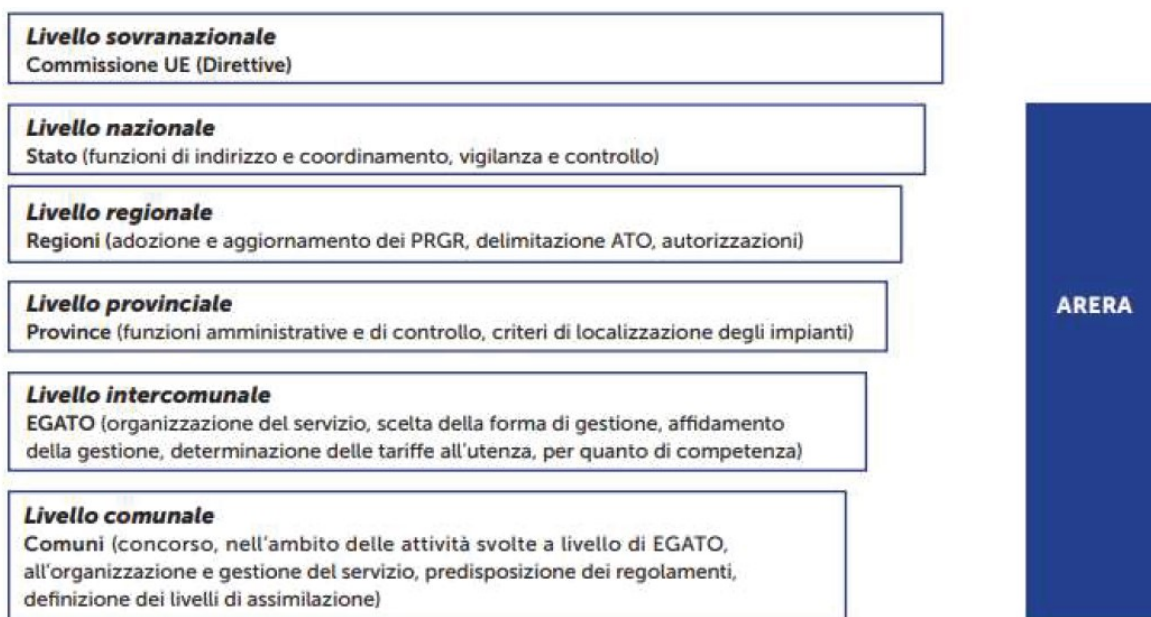 Livello sovranazionale
Commissione UE (Direttive)
Livello nazionale
Stato (funzioni di indirizzo e coordinamento, vigilanza e controllo)
Livello regionale
Regioni (adozione e aggiornamento dei PRGR, delimitazione ATO, autorizzazioni)
Livello provinciale
Province (funzioni amministrative e di controllo, criteri di localizzazione degli impianti)
Livello intercomunale
EGATO (organizzazione del servizio, scelta della forma di gestione, affidamento
della gestione, determinazione delle tariffe all'utenza, per quanto di competenza)
Livello comunale
Comuni (concorso, nell'ambito delle attività svolte a livello di EGATO,
all'organizzazione e gestione del servizio, predisposizione dei regolamenti,
definizione dei livelli di assimilazione)
ARERA